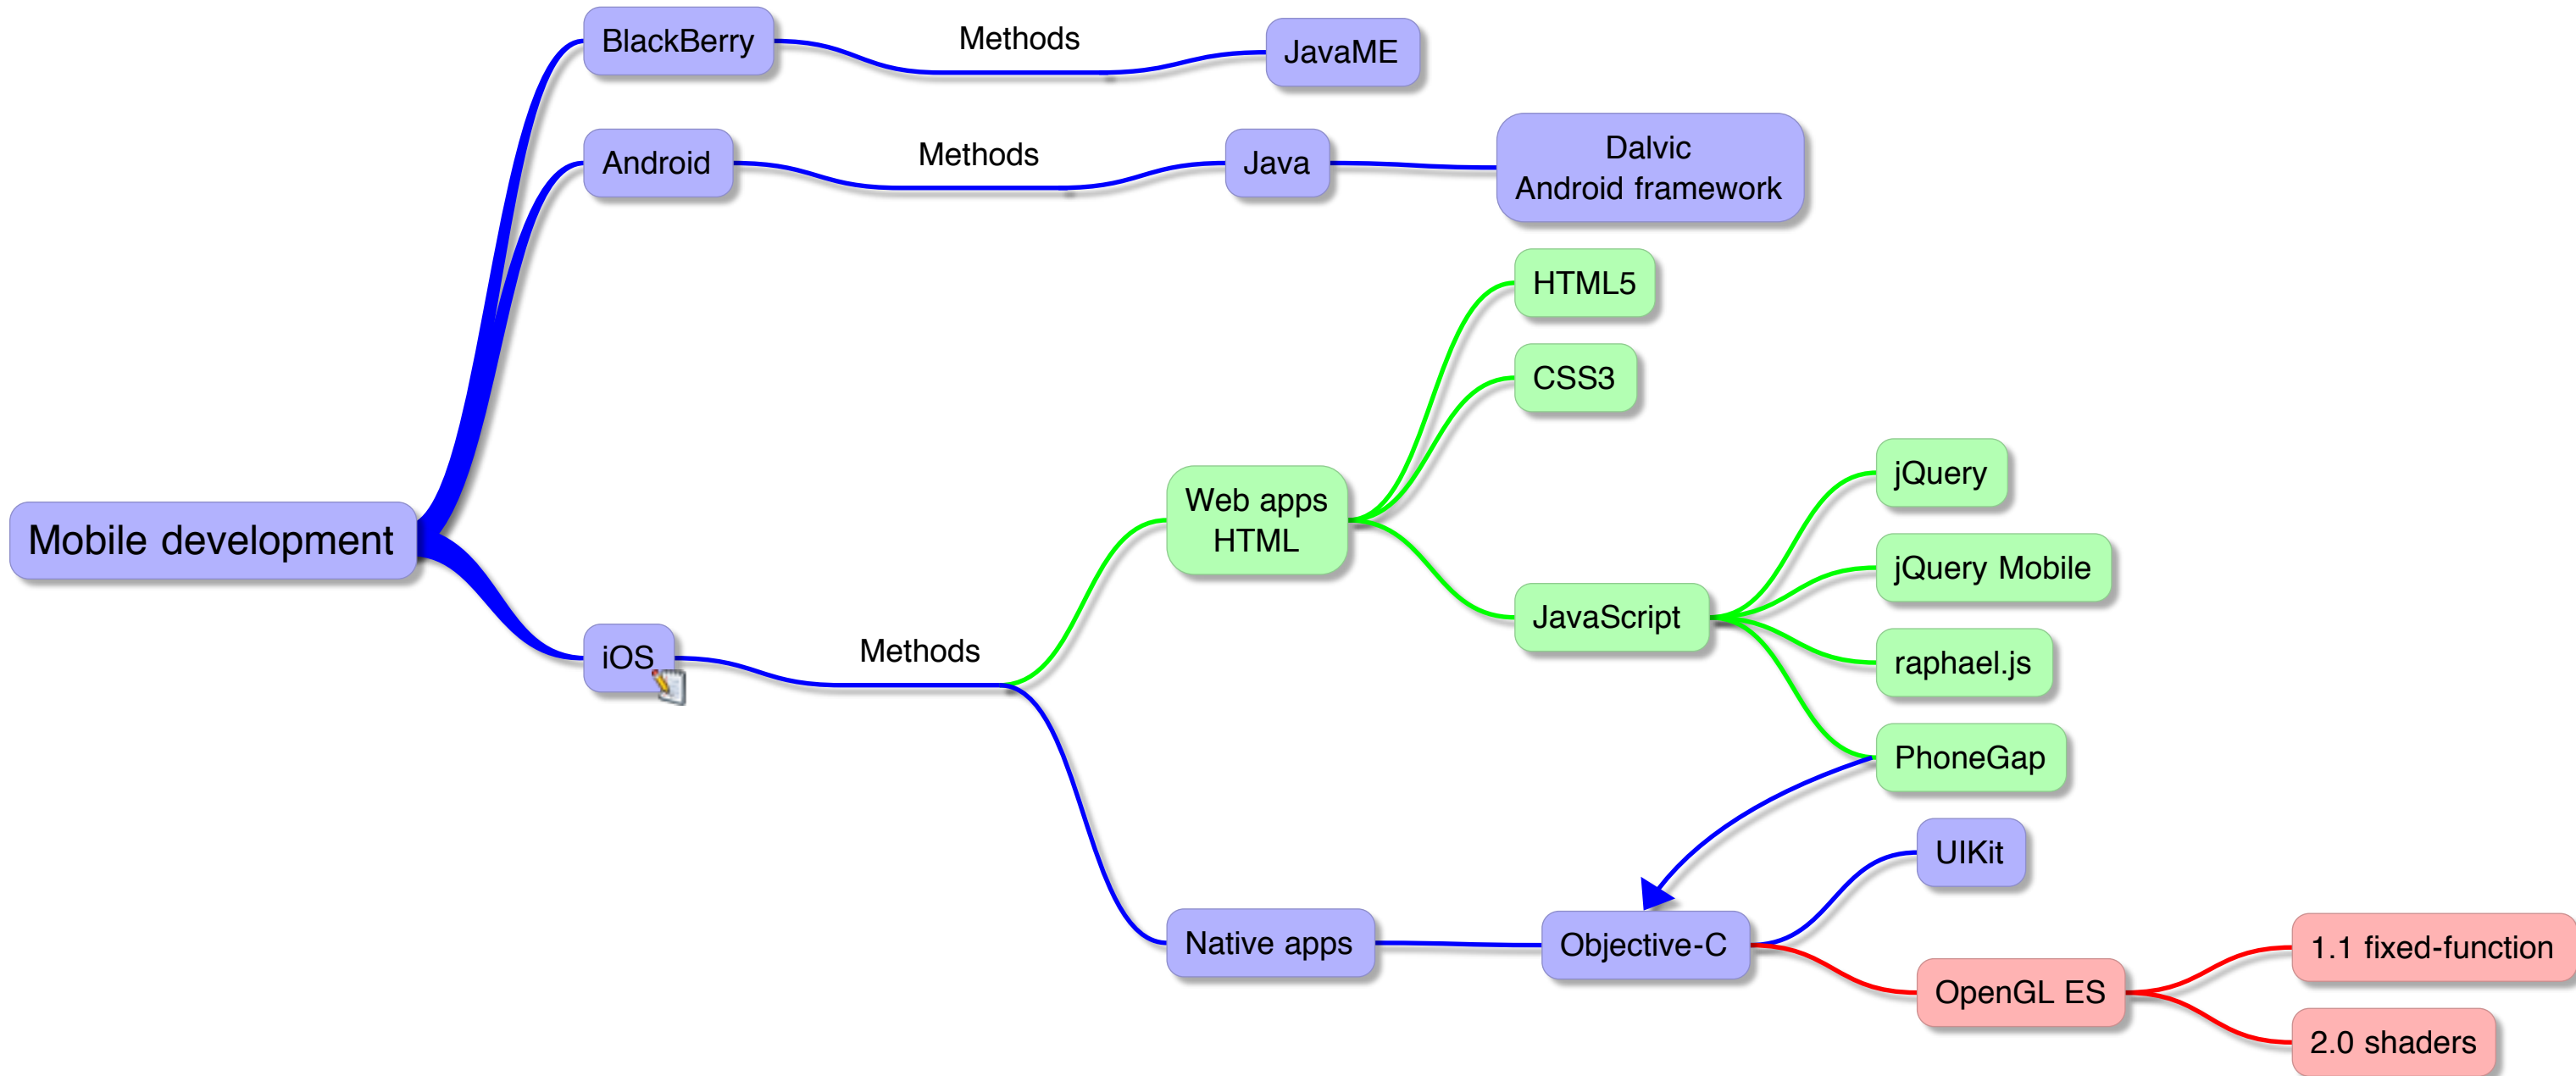 BlackBerry
Methods
JavaME
Android
Methods
Java
Dalvic
Android framework
HTML5
CSS3
Web apps
HTML
jQuery
jQuery Mobile
JavaScript
raphael.js
PhoneGap
Mobile development
iOS
Methods
UIKit
Native apps
Objective-C
OpenGL ES
1.1 fixed-function
2.0 shaders